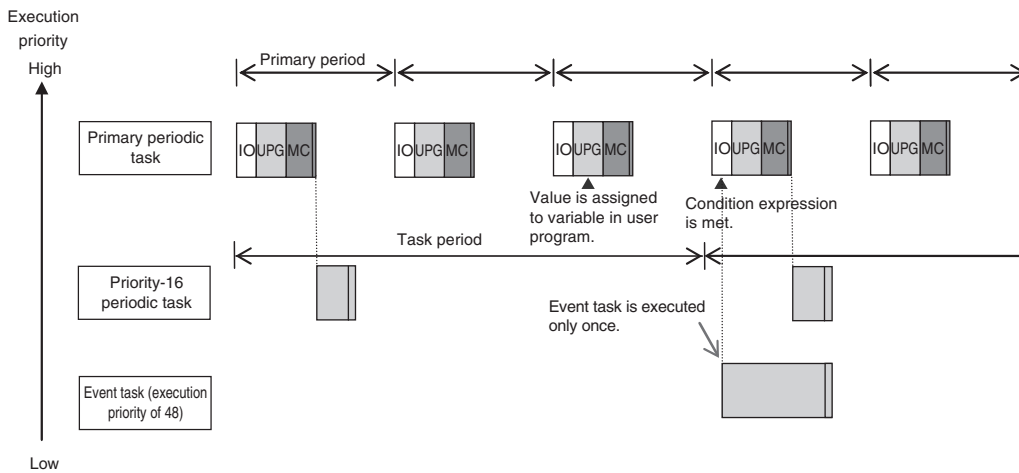 Execution
priority
High
Primary period
Primary periodic
task
IO UPG MC
IO UPG MC
IO UPG MC
IO UPG MC
IO UPG MC
Value is assigned
to variable in user
program.
Condition expression
is met.
Task period
Priority-16
periodic task
Event task is executed
only once.
Event task (execution
priority of 48)
Low